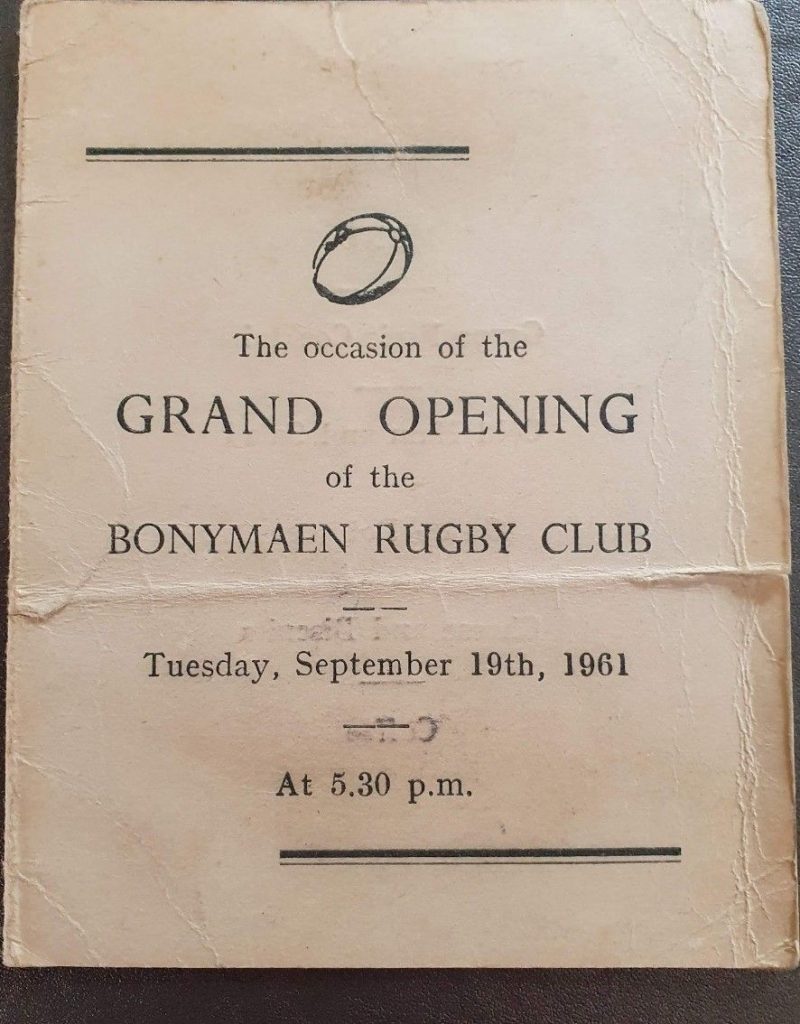 The occasion of the
GRAND OPENING
of the
BONYMAEN RUGBY CLUB
Tuesday, September 19th, 1961
At 5.30 p.m.